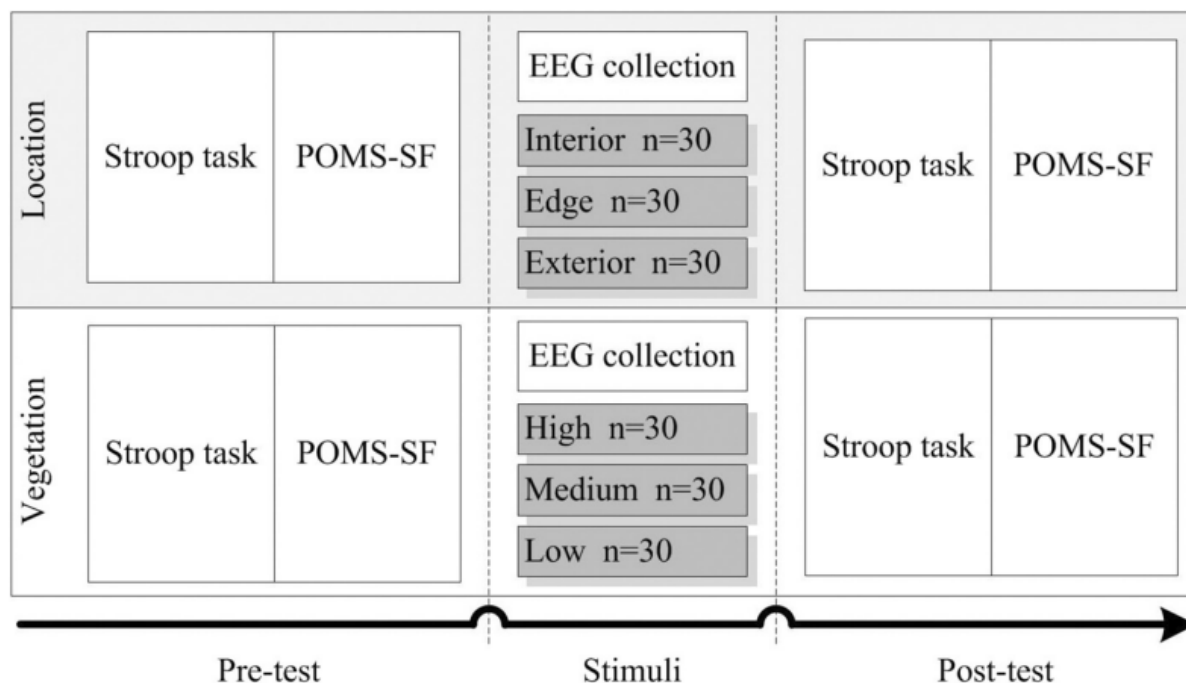 Location
Stroop task
POMS-SF
EEG collection
Interior n=30
Edge n=30
Exterior n=30
Stroop task
POMS-SF
Vegetation
Stroop task
POMS-SF
EEG collection
High n=30
Medium n=30
Low n=30
Stroop task
POMS-SF
Pre-test
Stimuli
Post-test